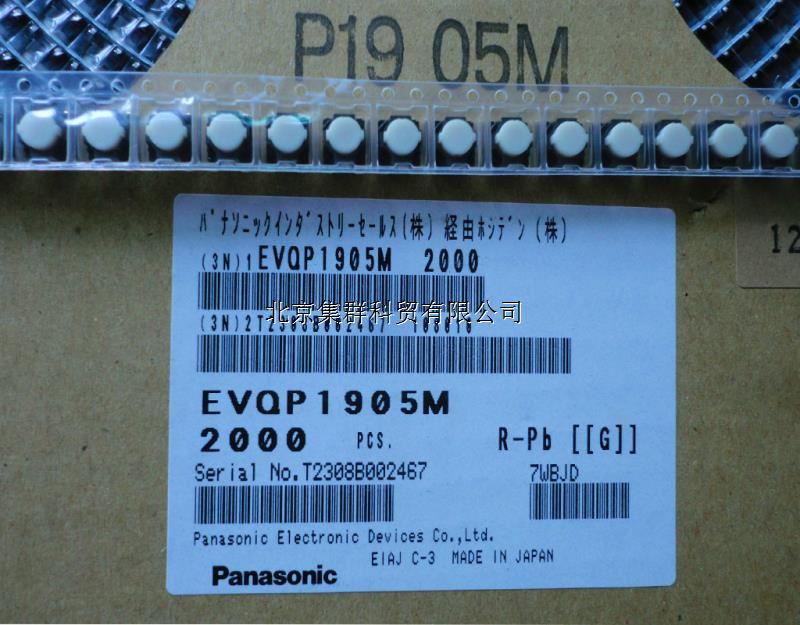 P19 05M
パナソニックインダストリーセールス(株) 経由ホシデン(株)
(3N)1EVQP1905M 2000
12
北京集群科贸有限公司
(3N)2T2308B002467
EVQP1905M
2000 PCS. R-Pb [[G]]
Serial No.T2308B002467 7WBJD
Panasonic Electronic Devices Co.,Ltd.
EIAJ C-3 MADE IN JAPAN
Panasonic